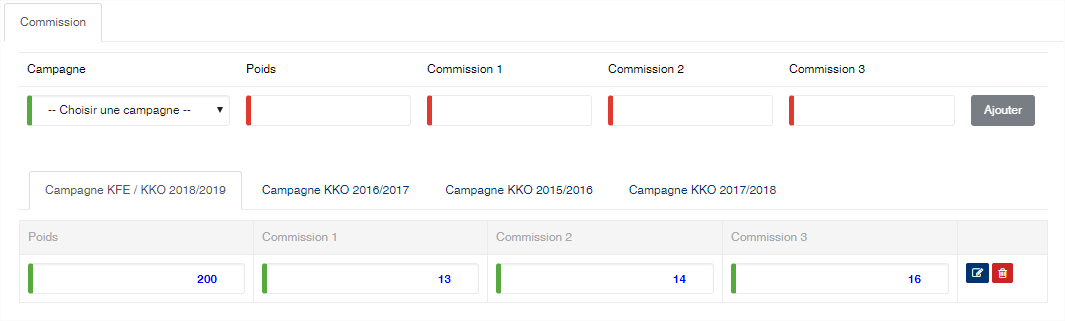 Commission
Campagne Poids Commission 1 Commission 2 Commission 3
-- Choisir une campagne -- Ajouter
Campagne KFE / KKO 2018/2019 Campagne KKO 2016/2017 Campagne KKO 2015/2016 Campagne KKO 2017/2018
Poids Commission 1 Commission 2 Commission 3
200 13 14 16